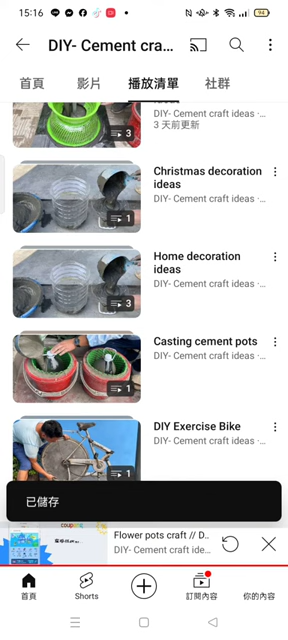 15:16
94
DIY- Cement cra...
首頁
影片
播放清單
社群
DIY- Cement craft ideas ·...
3 天前更新
3
Christmas decoration
ideas
DIY- Cement craft ideas ·...
1
Home decoration
ideas
DIY- Cement craft ideas ·...
3
Casting cement pots
DIY- Cement craft ideas ·...
1
DIY Exercise Bike
DIY- Cement craft ideas ·...
1
已儲存
Flower pots craft // D..
DIY- Cement craft ide...
首頁
Shorts
訂閱內容
你的內容